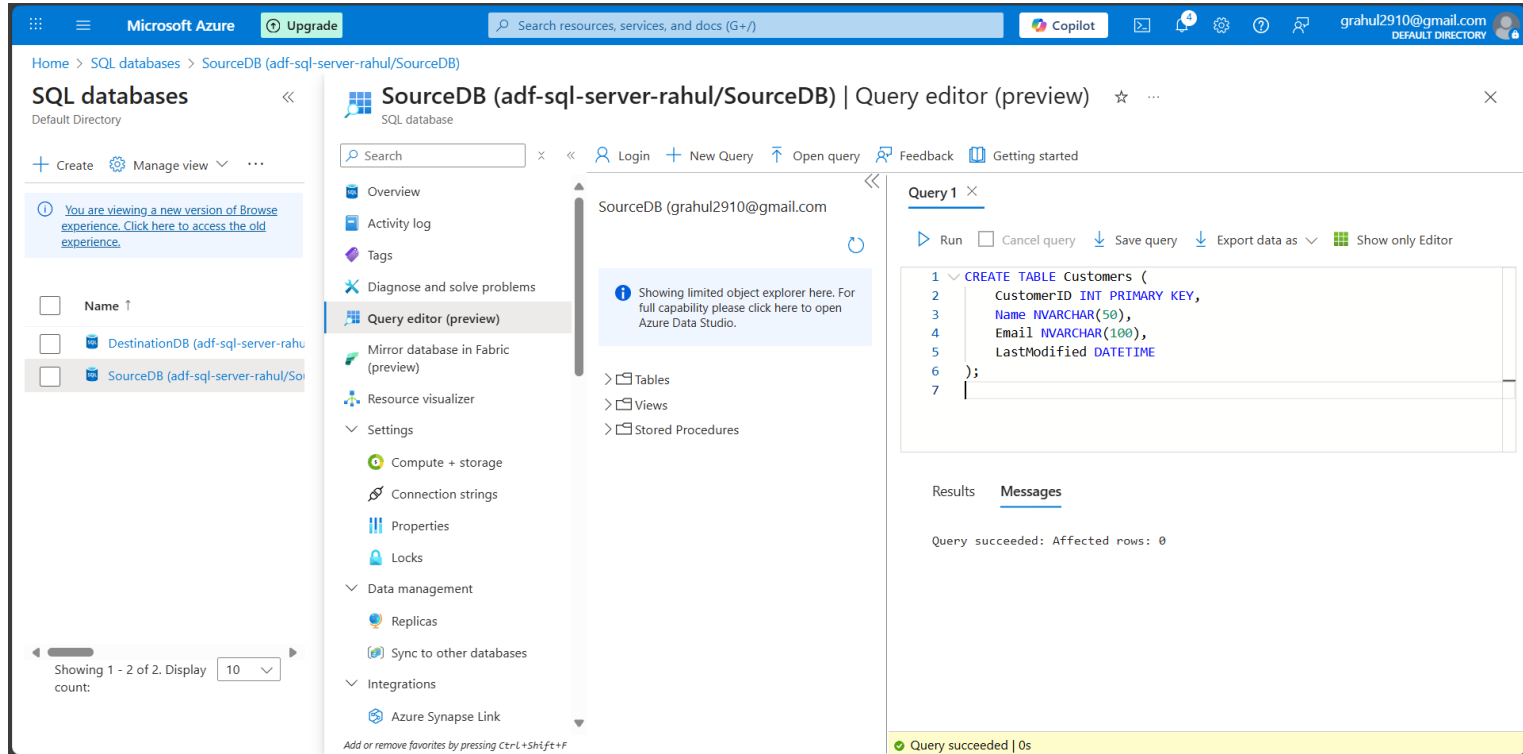 Microsoft Azure
Upgrade
Search resources, services, and docs (G+/)
Copilot
4
grahul2910@gmail.com
DEFAULT DIRECTORY
Home > SQL databases > SourceDB (adf-sql-server-rahul/SourceDB)
SQL databases
Default Directory
Create
Manage view
You are viewing a new version of Browse
experience. Click here to access the old
experience.
Name ↑
DestinationDB (adf-sql-server-rahu
SourceDB (adf-sql-server-rahul/So
Showing 1 - 2 of 2. Display
count:
10
SourceDB (adf-sql-server-rahul/SourceDB) | Query editor (preview)
SQL database
Search
Overview
Activity log
Tags
Diagnose and solve problems
Query editor (preview)
Mirror database in Fabric
(preview)
Resource visualizer
Settings
Compute + storage
Connection strings
Properties
Locks
Data management
Replicas
Sync to other databases
Integrations
Azure Synapse Link
Add or remove favorites by pressing Ctrl+Shift+F
Login
New Query
Open query
Feedback
Getting started
SourceDB (grahul2910@gmail.com
Showing limited object explorer here. For
full capability please click here to open
Azure Data Studio.
Tables
Views
Stored Procedures
Query 1
Run
Cancel query
Save query
Export data as
Show only Editor
1 CREATE TABLE Customers (
2 CustomerID INT PRIMARY KEY,
3 Name NVARCHAR(50),
4 Email NVARCHAR(100),
5 LastModified DATETIME
6 );
7
Results
Messages
Query succeeded: Affected rows: 0
Query succeeded | 0s